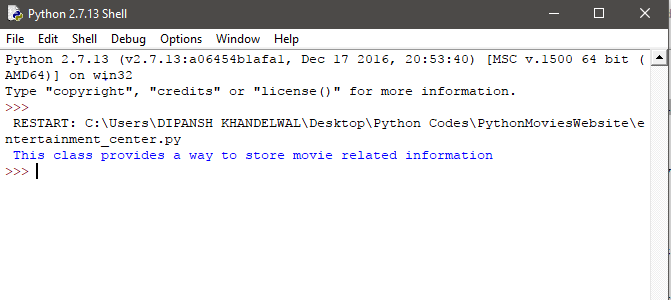 Python 2.7.13 Shell
File Edit Shell Debug Options Window Help
Python 2.7.13 (v2.7.13:a06454b1afa1, Dec 17 2016, 20:53:40) [MSC v.1500 64 bit (
AMD64)] on win32
Type "copyright", "credits" or "license()" for more information.
>>>
RESTART: C:\Users\DIPANSH KHANDELWAL\Desktop\Python Codes\PythonMoviesWebsite\e
ntertainment_center.py
This class provides a way to store movie related information
>>>